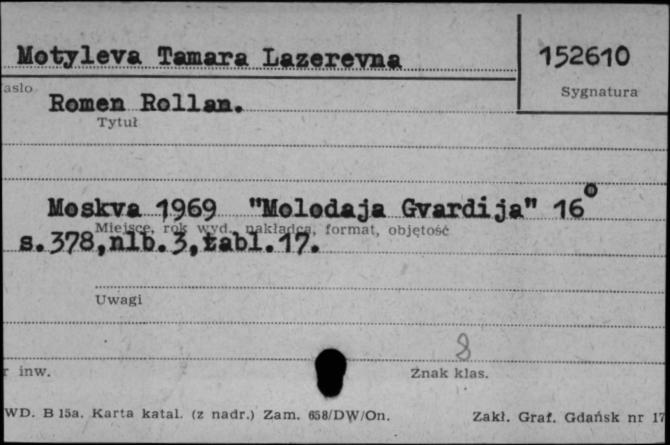 Motyleva Tamara Lazerevna
152610
asło
Sygnatura
Romen Rollan.
Tytuł
Moskva 1969 "Molodaja Gvardija" 16°
Miejsce, rok wyd., nakładca, format, objętość
s.378,nlb.3,tabl.17.
Uwagi
8
r inw.
Znak klas.
WD. B 15a. Karta katal. (z nadr.) Zam. 658/DW/On.
Zakł. Graf. Gdańsk nr 17